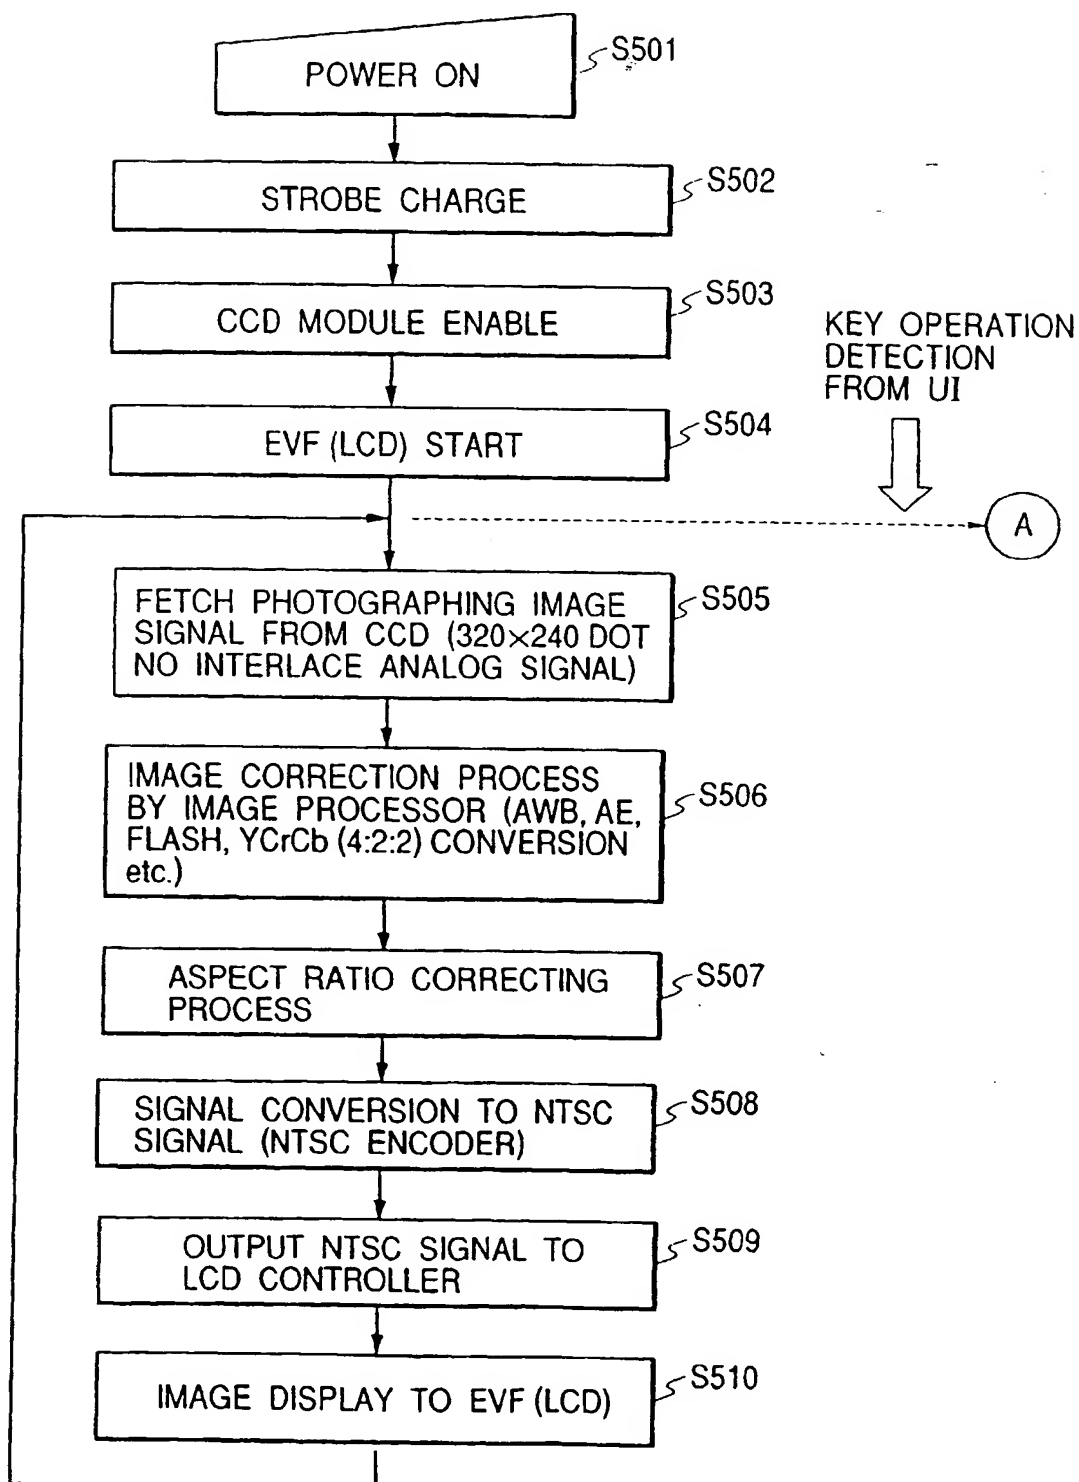 POWER ON
S501
STROBE CHARGE
S502
CCD MODULE ENABLE
S503
KEY OPERATION
DETECTION
FROM UI
EVF (LCD) START
S504
A
FETCH PHOTOGRAPHING IMAGE
SIGNAL FROM CCD (320×240 DOT
NO INTERLACE ANALOG SIGNAL)
S505
IMAGE CORRECTION PROCESS
BY IMAGE PROCESSOR (AWB, AE,
FLASH, YCrCb (4:2:2) CONVERSION
etc.)
S506
ASPECT RATIO CORRECTING
PROCESS
S507
SIGNAL CONVERSION TO NTSC
SIGNAL (NTSC ENCODER)
S508
OUTPUT NTSC SIGNAL TO
LCD CONTROLLER
S509
IMAGE DISPLAY TO EVF (LCD)
S510